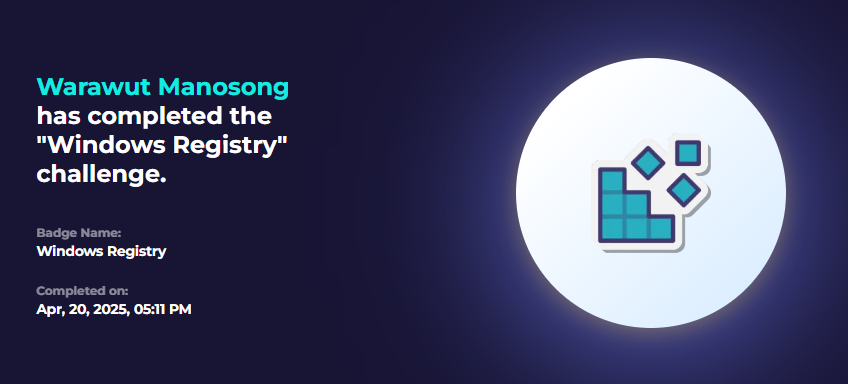 Warawut Manosong
has completed the
"Windows Registry"
challenge.
Badge Name:
Windows Registry
Completed on:
Apr, 20, 2025, 05:11 PM